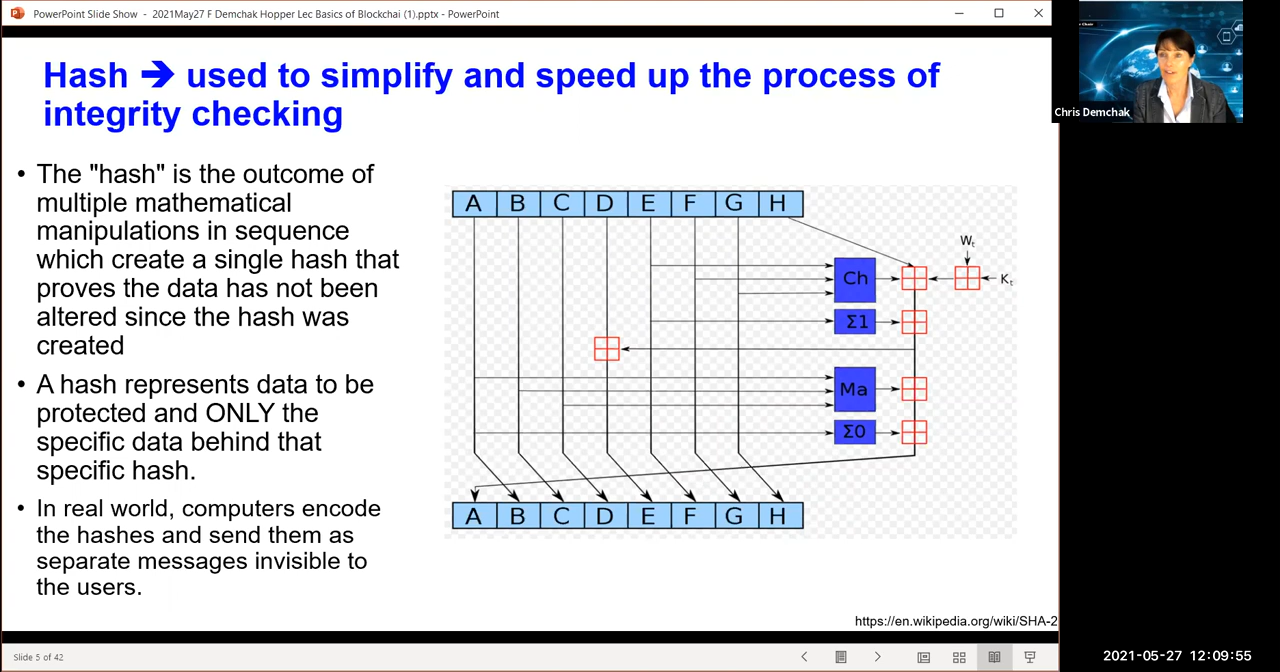 PowerPoint Slide Show - 2021May27 F Demchak Hopper Lec Basics of Blockchai (1).pptx - PowerPoint
Chris Demchak
Hash ➔ used to simplify and speed up the process of
integrity checking
• The "hash" is the outcome of
multiple mathematical
manipulations in sequence
which create a single hash that
proves the data has not been
altered since the hash was
created
• A hash represents data to be
protected and ONLY the
specific data behind that
specific hash.
• In real world, computers encode
the hashes and send them as
separate messages invisible to
the users.
A B C D E F G H
Wt
Ch
Kt
Σ1
Ma
Σ0
A B C D E F G H
https://en.wikipedia.org/wiki/SHA-2
Slide 5 of 42
2021-05-27 12:09:55